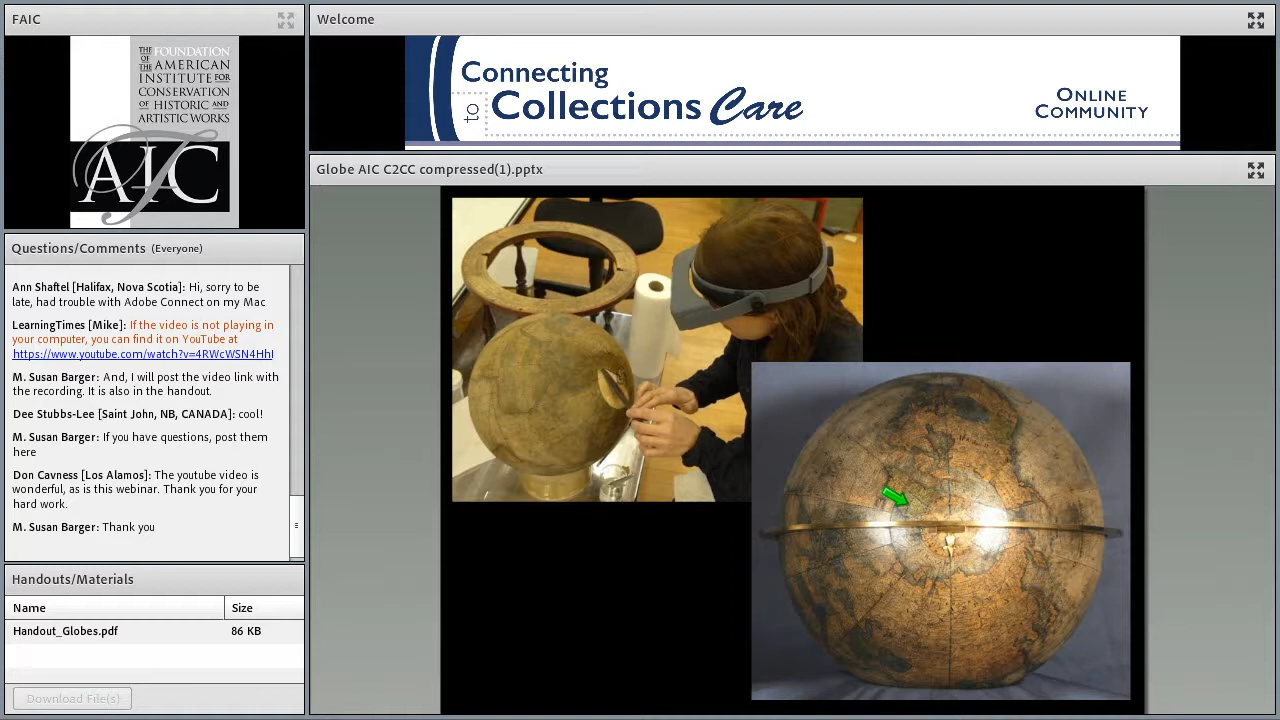 FAIC
THE FOUNDATION
OF THE AMERICAN
INSTITUTE FOR
CONSERVATION
OF HISTORIC AND
ARTISTIC WORKS
AIC
Welcome
Connecting
to Collections Care
ONLINE
COMMUNITY
Globe AIC C2CC compressed(1).pptx
Questions/Comments (Everyone)
Ann Shaftel [Halifax, Nova Scotia]: Hi, sorry to be
late, had trouble with Adobe Connect on my Mac
LearningTimes [Mike]: If the video is not playing in
your computer, you can find it on YouTube at
https://www.youtube.com/watch?v=4RWcWSN4HhI
M. Susan Barger: And, I will post the video link with
the recording. It is also in the handout.
Dee Stubbs-Lee [Saint John, NB, CANADA]: cool!
M. Susan Barger: If you have questions, post them
here
Don Cavness [Los Alamos]: The youtube video is
wonderful, as is this webinar. Thank you for your
hard work.
M. Susan Barger: Thank you
Handouts/Materials
Name Size
Handout_Globes.pdf 86 KB
Download File(s)